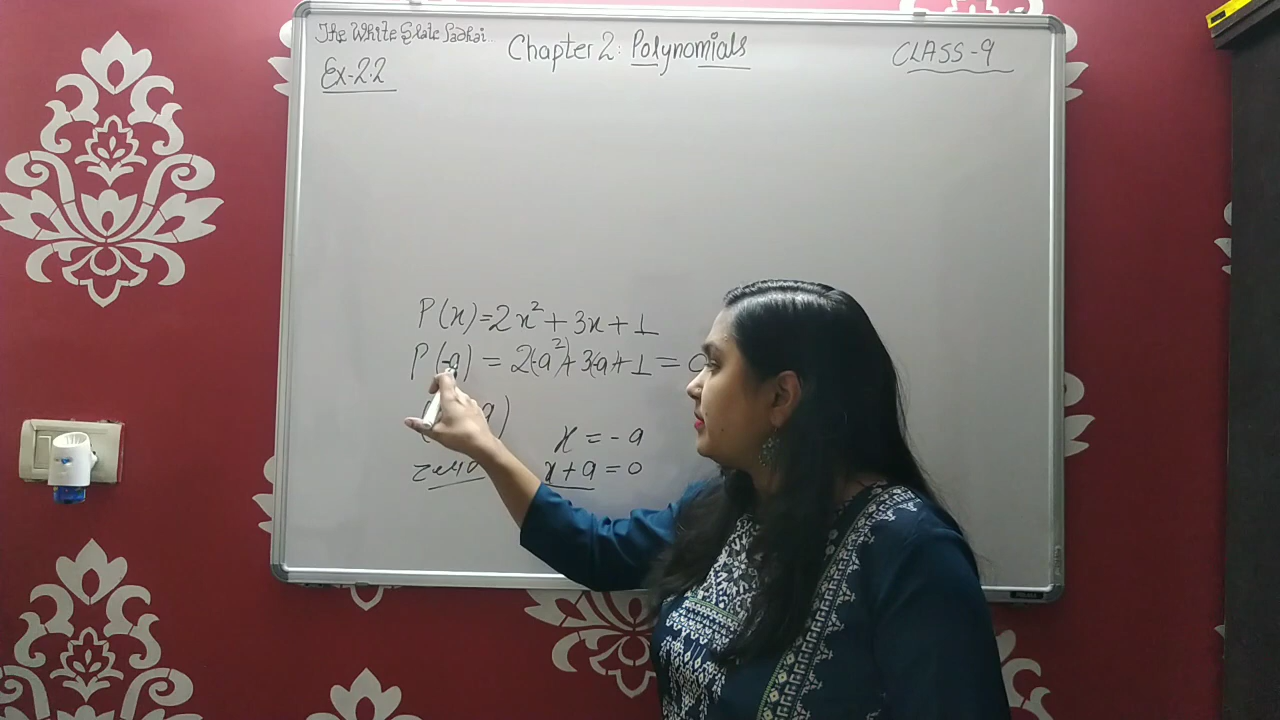 The White Slate Padhai..
Chapter 2: Polynomials
CLASS-9
Ex-2.2
P(x)=2x²+3x+1
P(-a) = 2(-a²)+3(-a)+1 = 0
x = -a
zero
x+a=0